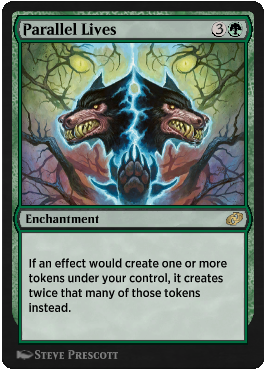 Parallel Lives 3
Enchantment
If an effect would create one or more
tokens under your control, it creates
twice that many of those tokens
instead.
STEVE PRESCOTT